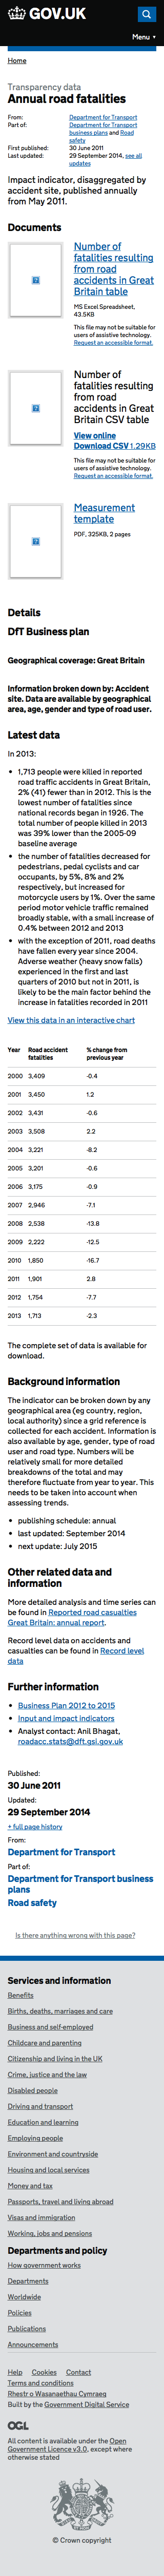 GOV.UK
Menu ▼
Home
Transparency data
Annual road fatalities
From: Department for Transport
Part of: Department for Transport
business plans and Road
safety
First published: 30 June 2011
Last updated: 29 September 2014, see all
updates
Impact indicator, disaggregated by
accident site, published annually
from May 2011.
Documents
Number of
fatalities resulting
from road
accidents in Great
Britain table
MS Excel Spreadsheet,
43.5KB
This file may not be suitable for
users of assistive technology.
Request an accessible format.
Number of
fatalities resulting
from road
accidents in Great
Britain CSV table
View online
Download CSV 1.29KB
This file may not be suitable for
users of assistive technology.
Request an accessible format.
Measurement
template
PDF, 325KB, 2 pages
Details
DfT Business plan
Geographical coverage: Great Britain
Information broken down by: Accident
site. Data are available by geographical
area, age, gender and type of road user.
Latest data
In 2013:
• 1,713 people were killed in reported
road traffic accidents in Great Britain,
2% (41) fewer than in 2012. This is the
lowest number of fatalities since
national records began in 1926. The
number of people killed in 2013
was 39% lower than the 2005-09
baseline average
• the number of fatalitiesdecreased for
pedestrians, pedal cyclists and car
occupants, by 5%, 8% and 2%
respectively, but increased for
motorcycle users by 1%. Over the same
period motor vehicle traffic remained
broadly stable, with a small increase of
0.4% between 2012 and 2013
• with the exception of 2011, road deaths
have fallen every year since 2004.
Adverse weather (heavy snow falls)
experienced in the first and last
quarters of 2010 but not in 2011, is
likely to have been a factor in the
increase in fatalities recorded in 2011
View this data in an interactive chart
Year Road accident fatalities % change from previous year
2000 3,409 -0.4
2001 3,450 1.2
2002 3,431 -0.6
2003 3,508 2.2
2004 3,221 -8.2
2005 3,201 -0.6
2006 3,175 -0.9
2007 2,946 -7.1
2008 2,538 -13.8
2009 2,222 -12.5
2010 1,850 -16.7
2011 1,901 2.8
2012 1,754 -7.7
2013 1,713 -2.3
The complete set of data is available for
download.
Background information
The indicator can be broken down by any
geographical area (eg country, region,
local authority) since a grid reference is
collected for each accident. Information is
also available for age, gender, type of road
user and road type. Numbers will
inevitably be small for more detailed
breakdowns of the total and may
therefore fluctuate from year to year. This
needs to be taken into account when
assessing trends.
• publishing schedule: annual
• last updated: September 2014
• next update: July 2015
Other related data and
information
More detailed analysis and time series can
be found in Reported road casualties
Great Britain: annual report.
Record level data on accidents and
casualties can be found in Record level
data
Further information
• Business Plan 2012 to 2015
• Input and impact indicators
• Analyst contact: Anil Bhagat,
roadacc.stats@dft.gsi.gov.uk
Published:
30 June 2011
Updated:
29 September 2014
+ full page history
From:
Department for Transport
Part of:
Department for Transport business
plans
Road safety
Is there anything wrong with this page?
Services and information
Benefits
Births, deaths, marriages and care
Business and self-employed
Childcare and parenting
Citizenship and living in the UK
Crime, justice and the law
Disabled people
Driving and transport
Education and learning
Employing people
Environment and countryside
Housing and local services
Money and tax
Passports, travel and living abroad
Visas and immigration
Working, jobs and pensions
Departments and policy
How government works
Departments
Worldwide
Policies
Publications
Announcements
Help Cookies Contact
Terms and conditions
Rhestr o Wasanaethau Cymraeg
Built by the Government Digital Service
OGL
All content is available under the Open
Government Licence v3.0, except where
otherwise stated
© Crown copyright